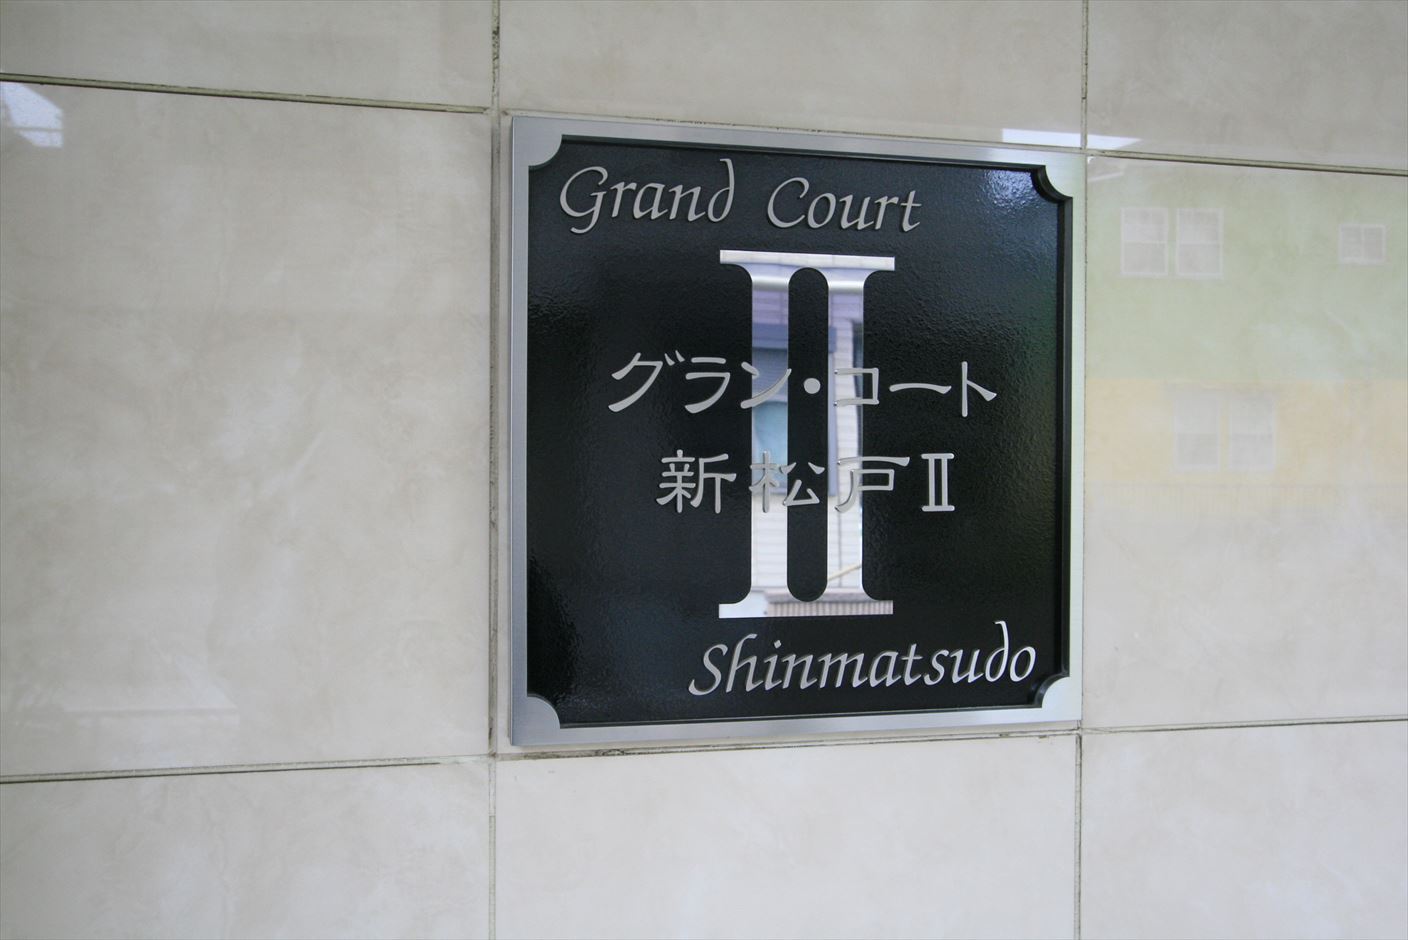 Grand Court
Ⅱ
グラン・コート
新松戸Ⅱ
Shinmatsudo